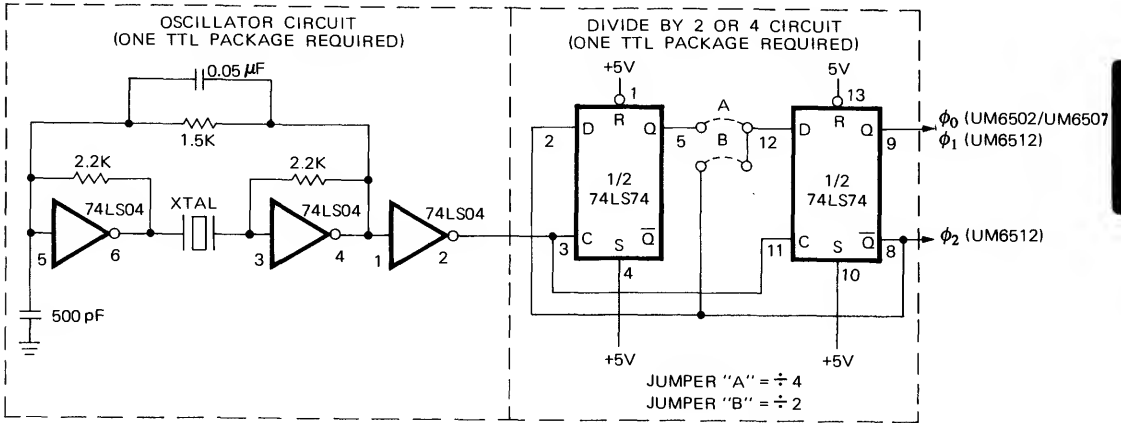 OSCILLATOR CIRCUIT
(ONE TTL PACKAGE REQUIRED)
0.05 µF
1.5K
2.2K
2.2K
XTAL
74LS04
74LS04
74LS04
5
6
3
4
1
2
500 pF
DIVIDE BY 2 OR 4 CIRCUIT
(ONE TTL PACKAGE REQUIRED)
+5V
5V
1
13
D
R
Q
2
5
A
B
12
D
R
Q
9
1/2
74LS74
1/2
74LS74
C
S
Q̅
3
4
11
C
S
Q̅
8
10
+5V
+5V
ϕ0 (UM6502/UM6507
ϕ1 (UM6512)
ϕ2 (UM6512)
JUMPER "A" = ÷ 4
JUMPER "B" = ÷ 2